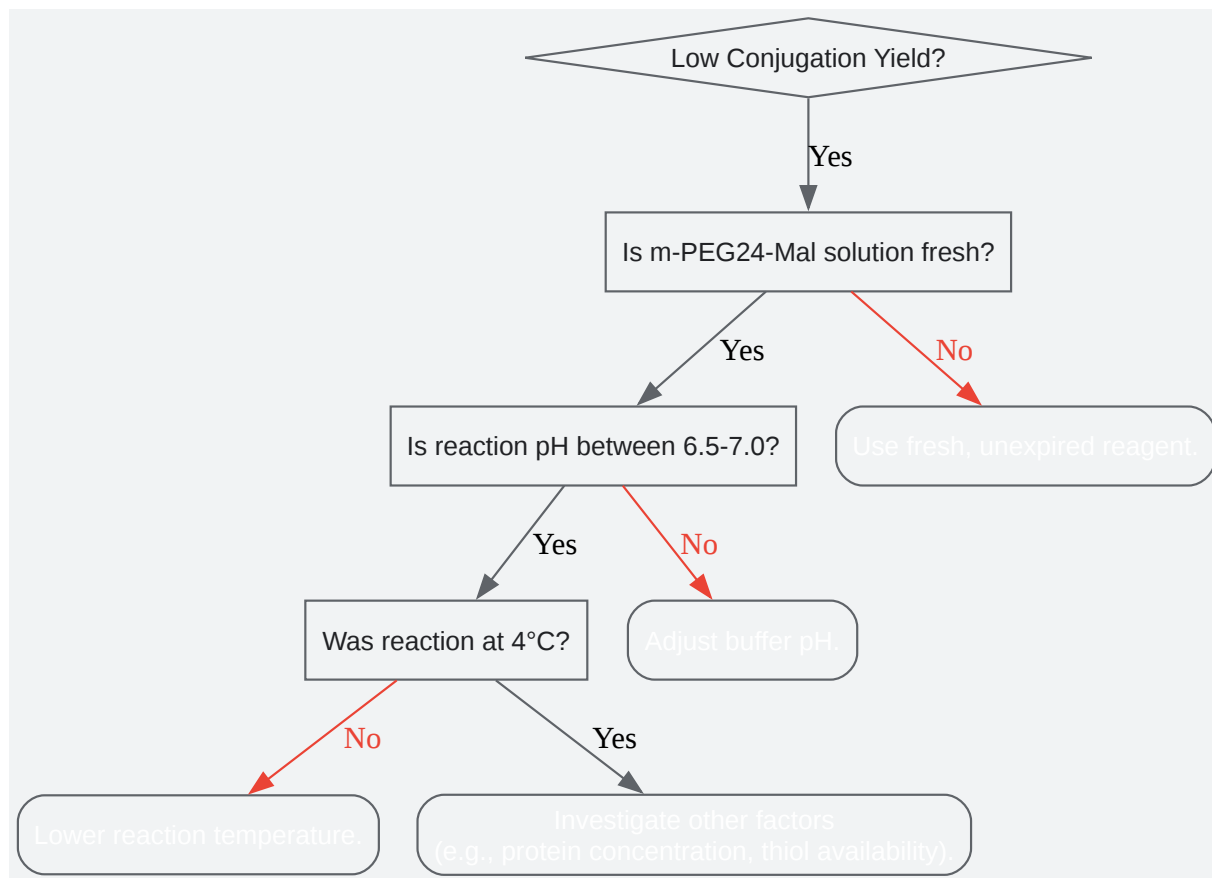 Low Conjugation Yield?
Yes
Is m-PEG24-Mal solution fresh?
Yes
No
Is reaction pH between 6.5-7.0?
Use fresh, unexpired reagent.
Yes
No
Was reaction at 4°C?
Adjust buffer pH.
No
Yes
Lower reaction temperature.
Investigate other factors
(e.g., protein concentration, thiol availability).